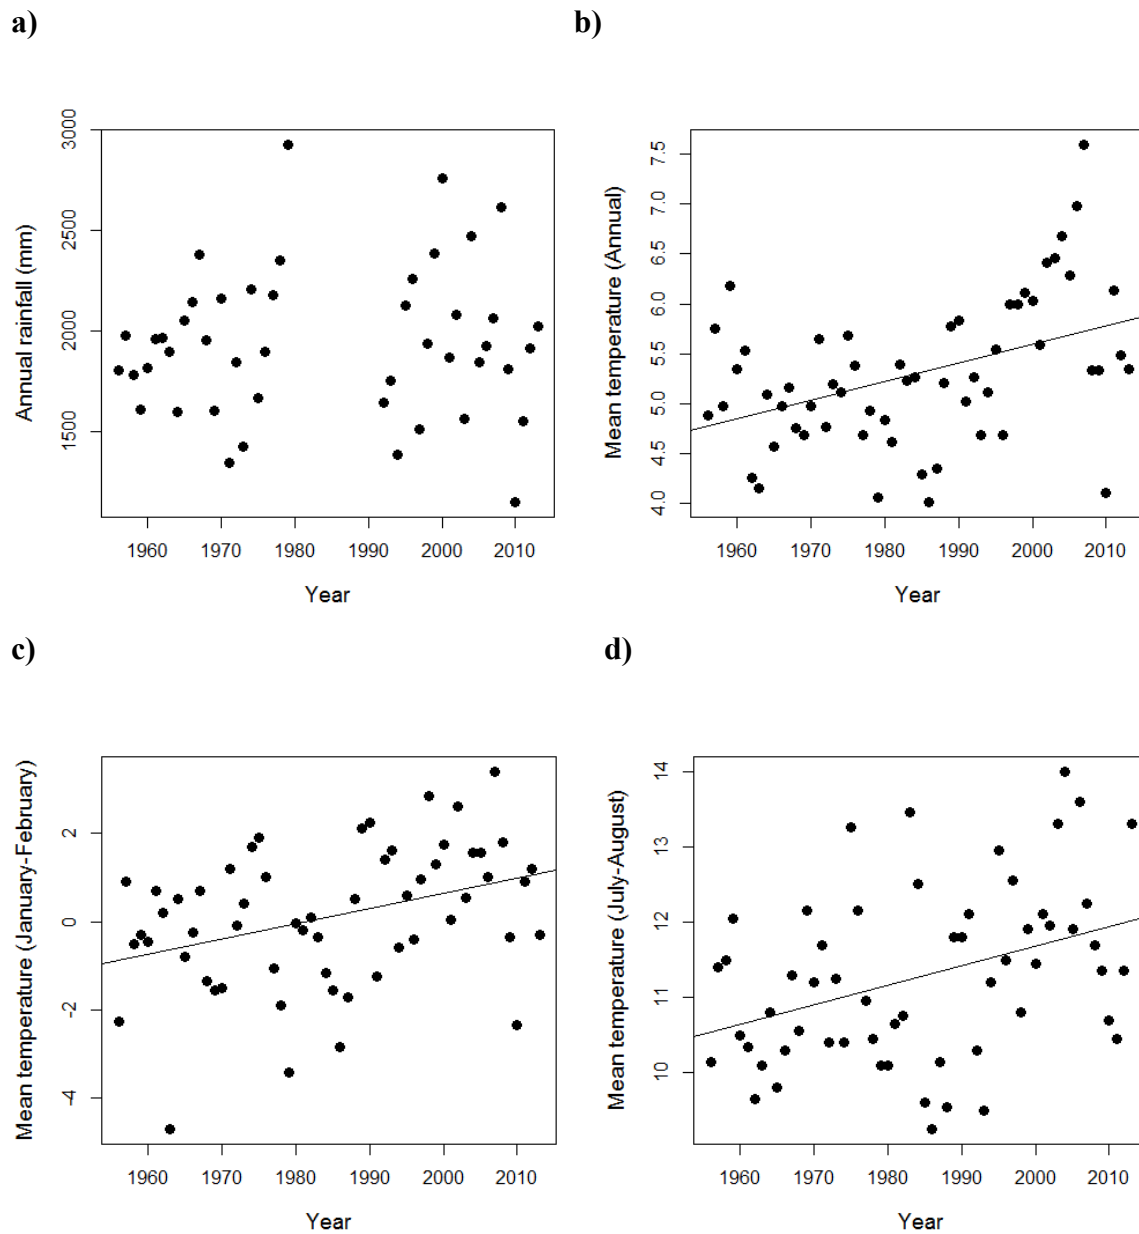 a)
Annual rainfall (mm)
3000
2500
2000
1500
1960 1970 1980 1990 2000 2010
Year
b)
Mean temperature (Annual)
7.5
7.0
6.5
6.0
5.5
5.0
4.5
4.0
1960 1970 1980 1990 2000 2010
Year
c)
Mean temperature (January-February)
2
0
-2
-4
1960 1970 1980 1990 2000 2010
Year
d)
Mean temperature (July-August)
14
13
12
11
10
1960 1970 1980 1990 2000 2010
Year